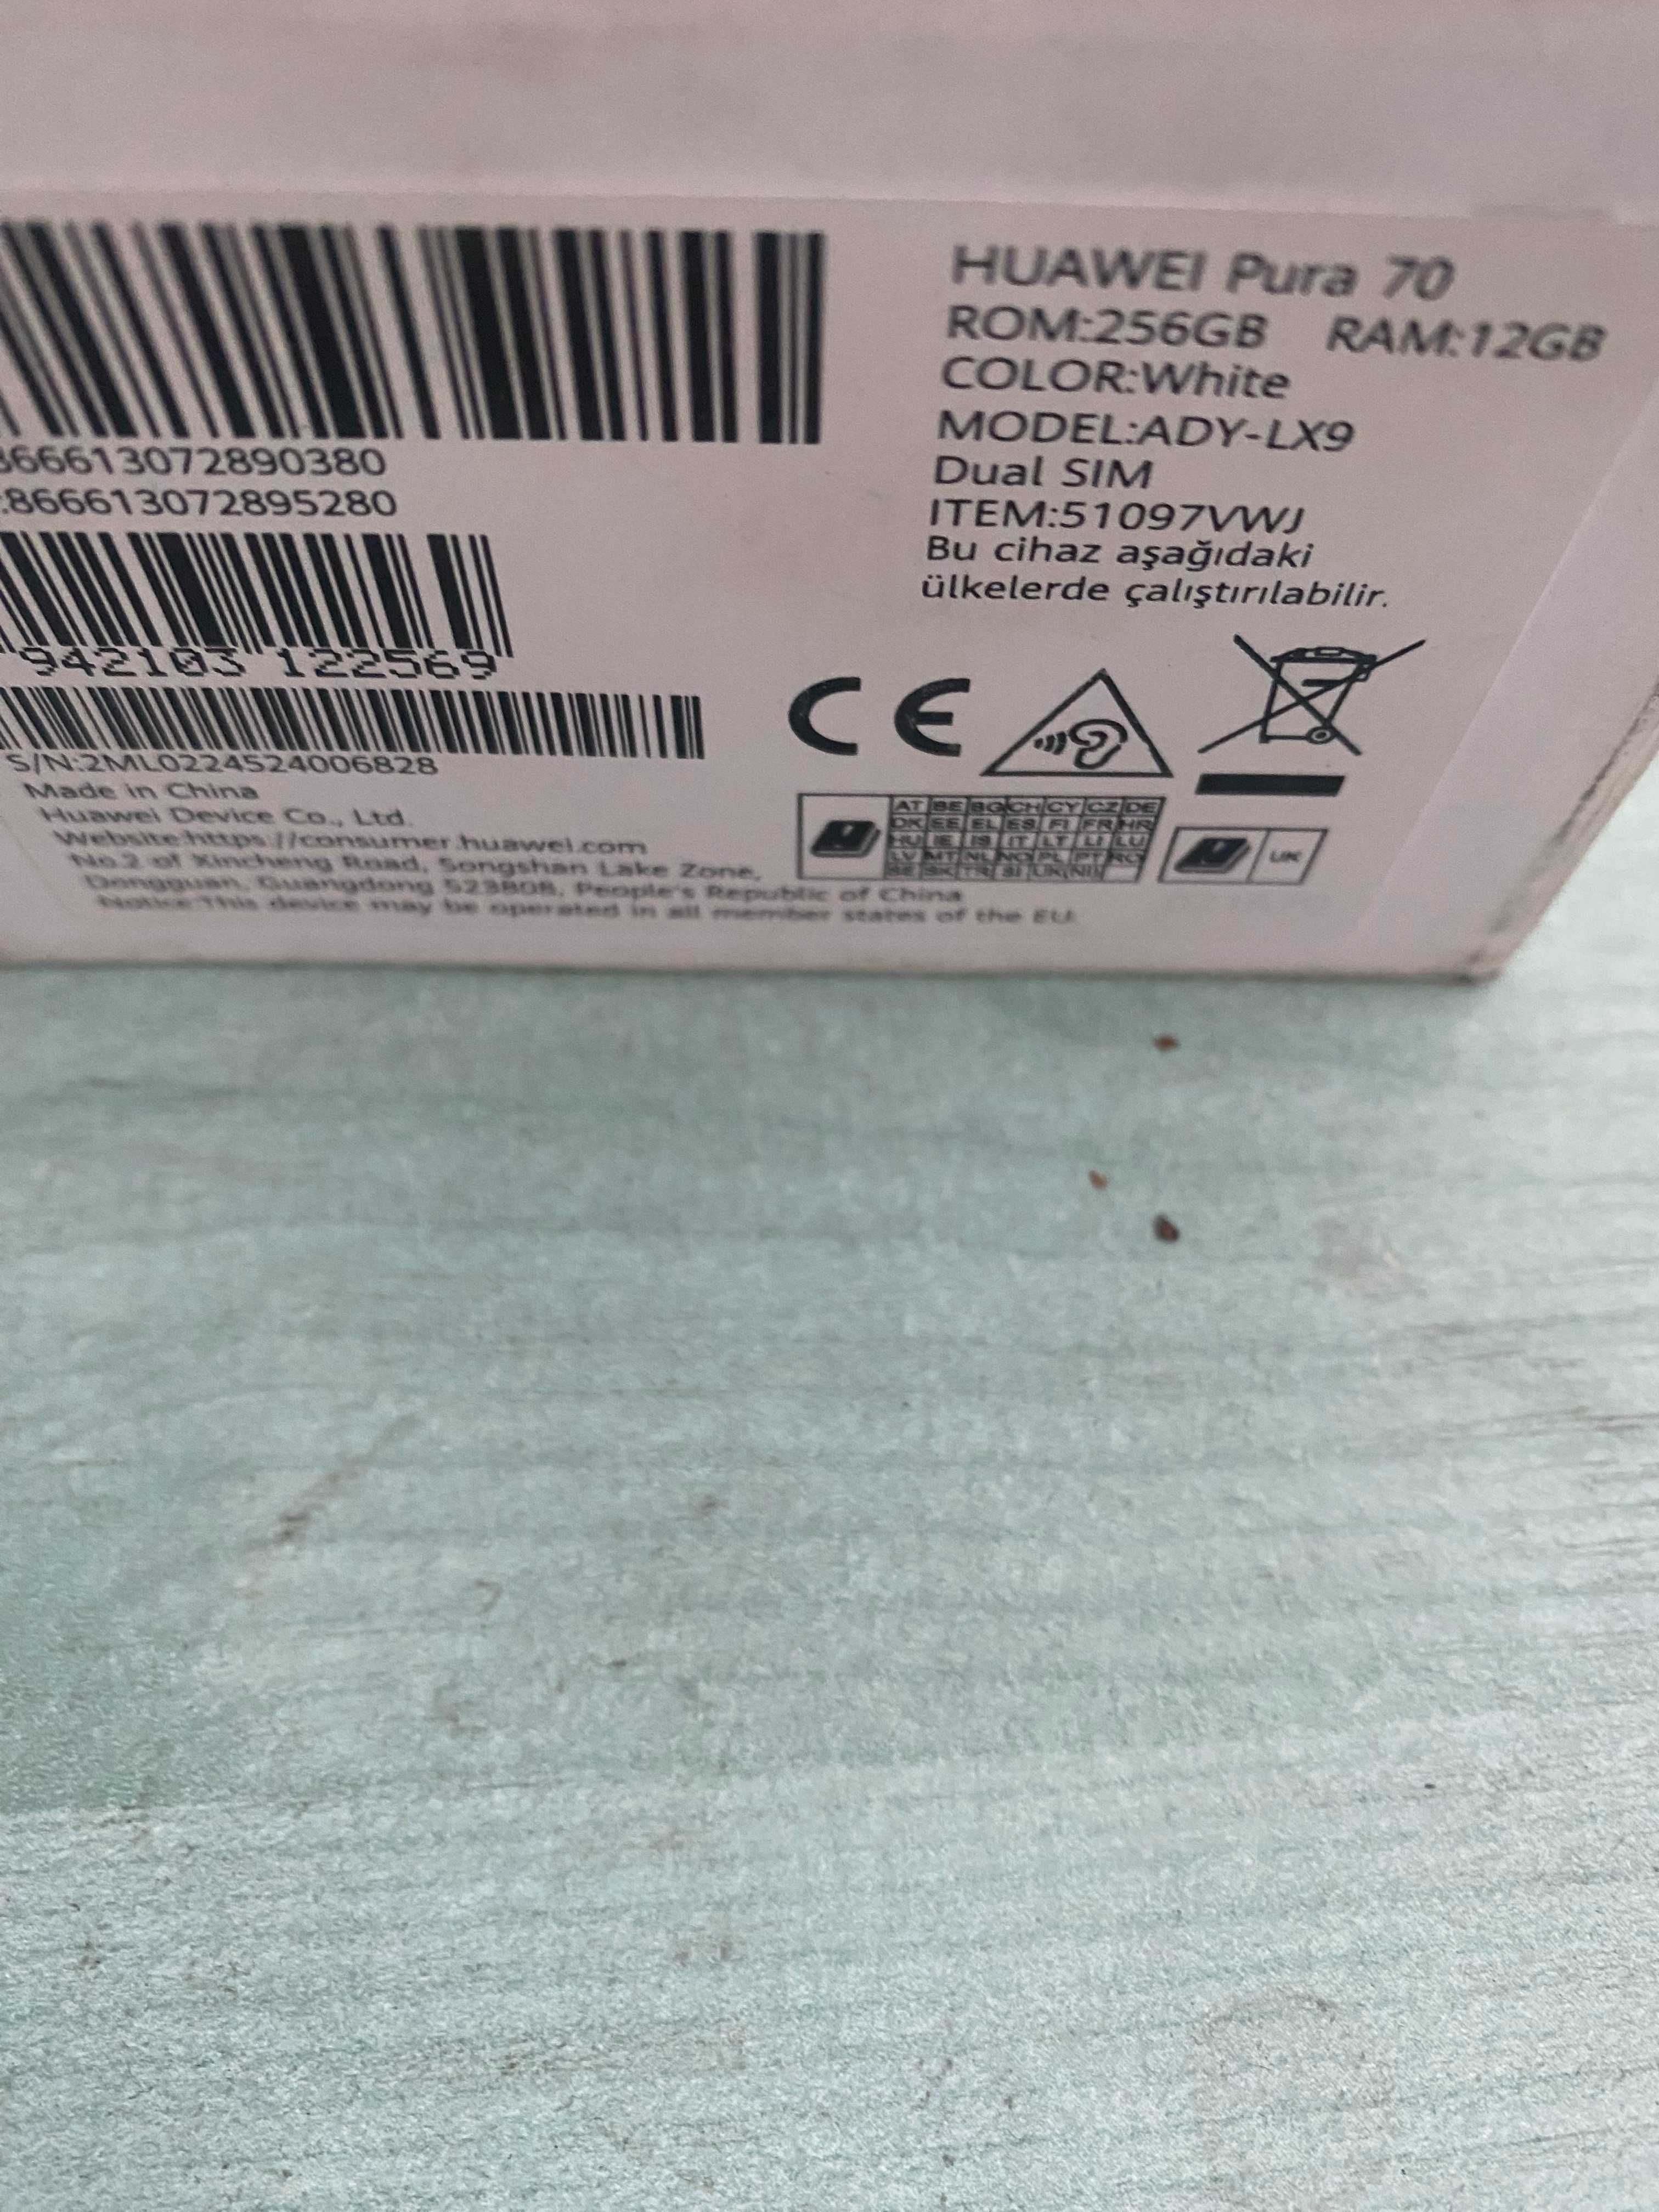 HUAWEI Pura 70
ROM:256GB RAM:12GB
COLOR:White
MODEL:ADY-LX9
Dual SIM
ITEM:51097VWJ
Bu cihaz aşağıdaki
ülkelerde çalıştırılabilir.
866613072890380
:866613072895280
942103 122569
S/N:2ML0224524006828
Made in China
Huawei Device Co., Ltd.
Website:https://consumer.huawei.com
No.2 of Xincheng Road, Songshan Lake Zone,
Dongguan, Guangdong 523808, People's Republic of China
Notice:This device may be operated in all member states of the EU.
CE
AT BE BG CH CY CZ DE
DK EE EL ES FI FR HR
HU IE IS IT LT LI LU
LV MT NL NO PL PT RO
SE SK TR SI UK(NI)
UK